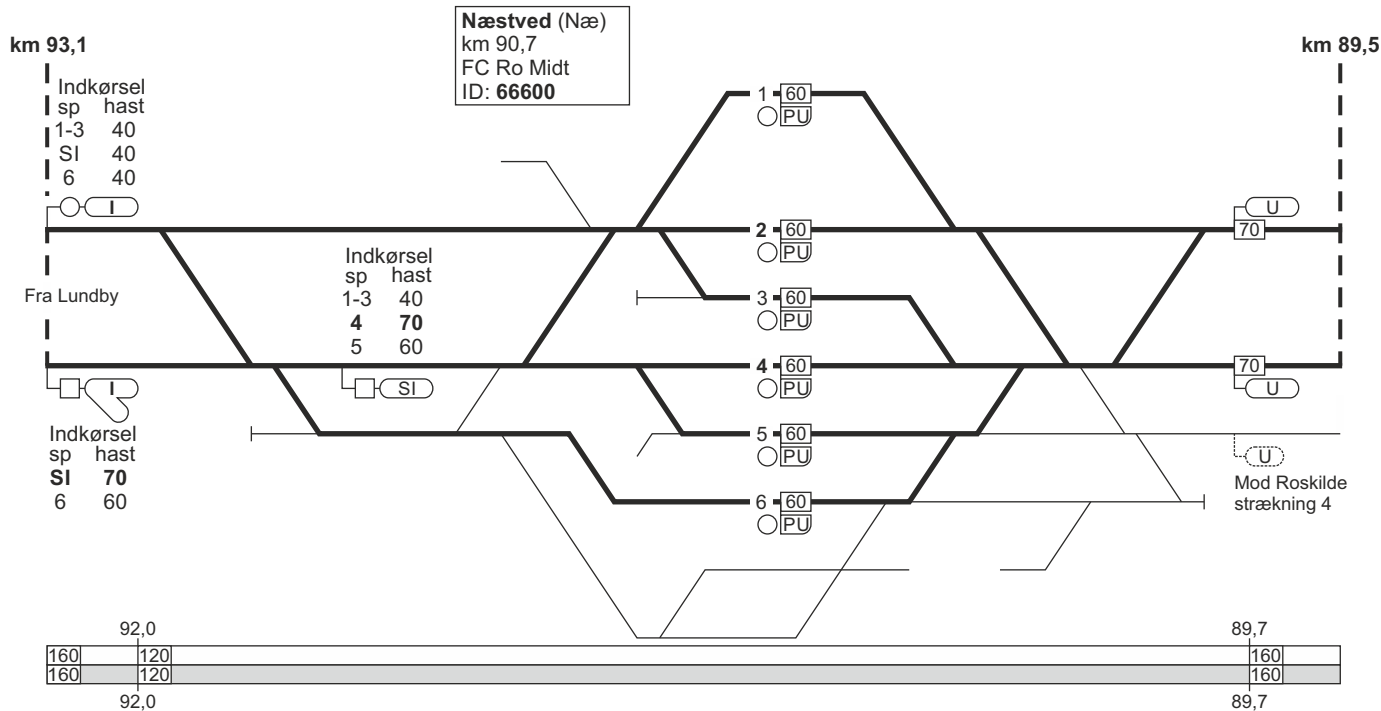 Næstved (Næ)
km 90,7
FC Ro Midt
ID: 66600
km 93,1
km 89,5
Indkørsel
sp hast
1-3 40
SI 40
6 40
I
Fra Lundby
Indkørsel
sp hast
1-3 40
4 70
5 60
SI
I
Indkørsel
sp hast
SI 70
6 60
1 60
PU
2 60
PU
3 60
PU
4 60
PU
5 60
PU
6 60
PU
U
70
70
U
U
Mod Roskilde
strækning 4
92,0
89,7
160 120 160
160 120 160
92,0
89,7